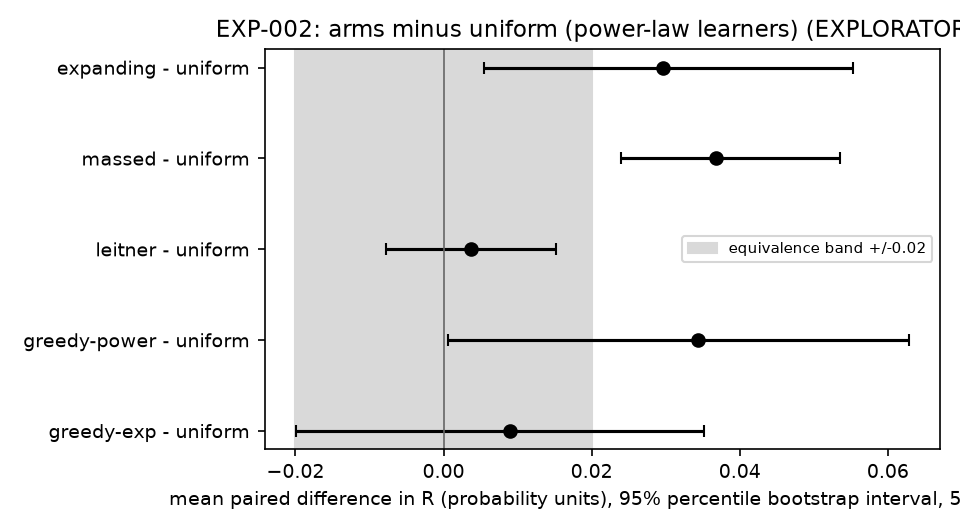 EXP-002: arms minus uniform (power-law learners) (EXPLORATOR
expanding - uniform
massed - uniform
leitner - uniform
equivalence band +/-0.02
greedy-power - uniform
greedy-exp - uniform
−0.02 0.00 0.02 0.04 0.06
mean paired difference in R (probability units), 95% percentile bootstrap interval, 5